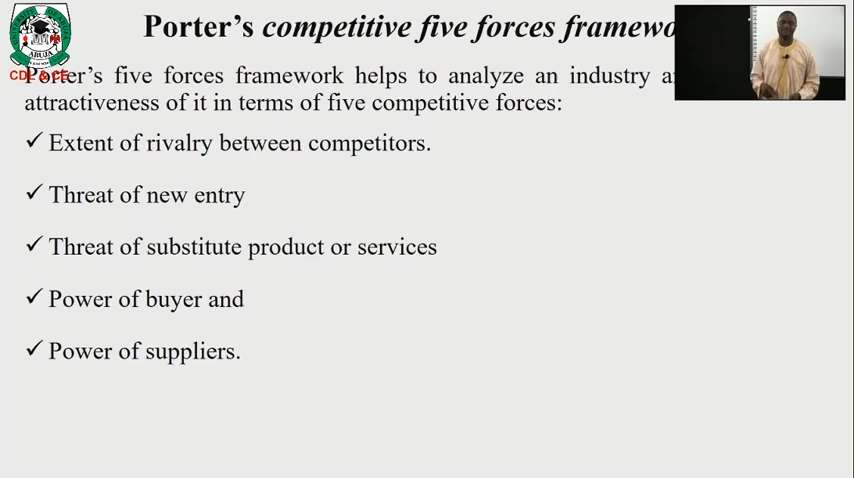 Porter's competitive five forces
CDL & CE
Porter's five forces framework helps to analyze an industry
attractiveness of it in terms of five competitive forces:
✓ Extent of rivalry between competitors.
✓ Threat of new entry
✓ Threat of substitute product or services
✓ Power of buyer and
✓ Power of suppliers.